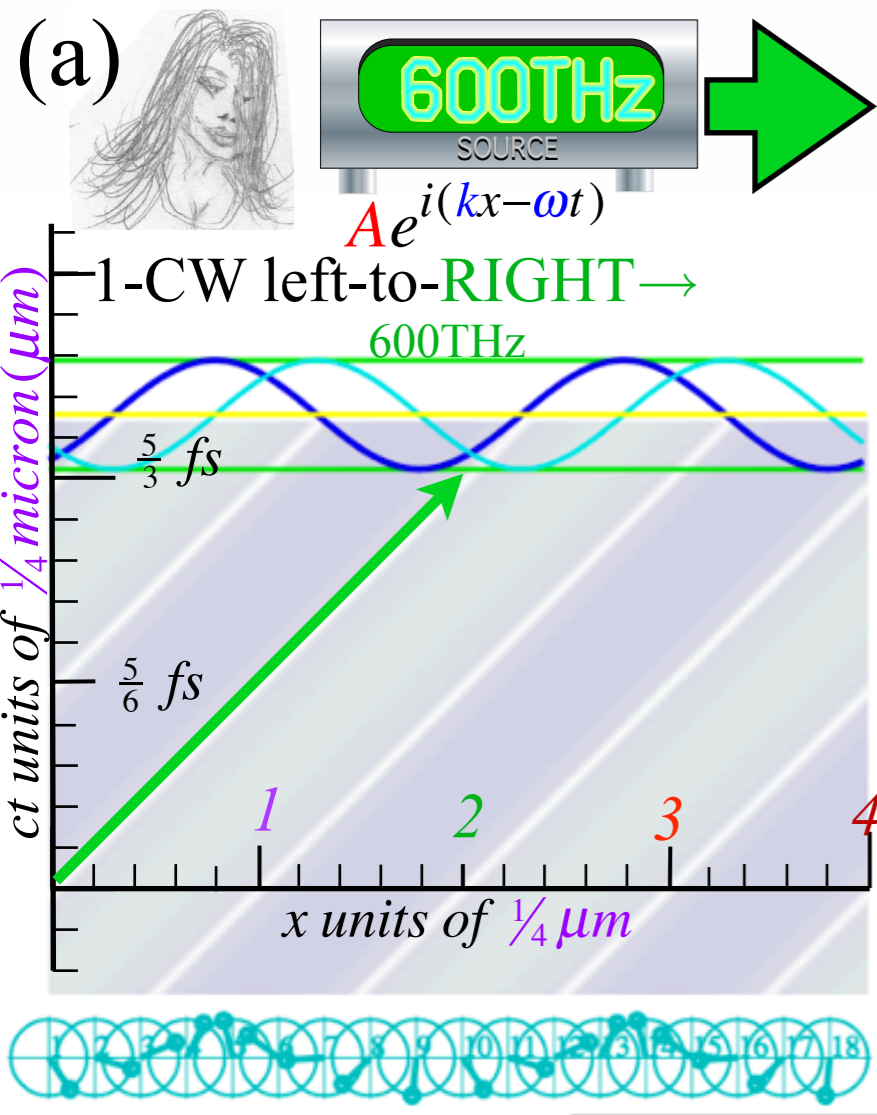 (a)
600THz
SOURCE
Ae^{i(kx−ωt)}
1-CW left-to-RIGHT→
600THz
5/3 fs
5/6 fs
ct units of ¼ micron(μm)
1 2 3 4
x units of ¼ μm
1 2 3 4 5 6 7 8 9 10 11 12 13 14 15 16 17 18